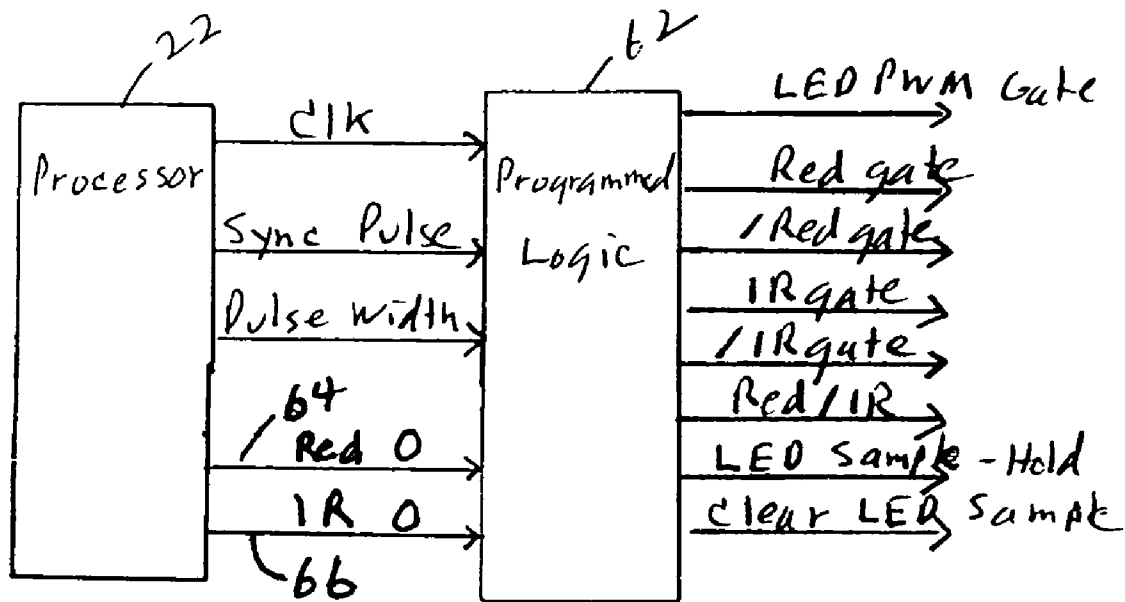 22
62
Processor
Clk
Sync Pulse
Pulse Width
64
Red 0
IR 0
66
Programmed
Logic
LED PWM Gate
Red gate
/Red gate
IR gate
/IR gate
Red/IR
LED Sample-Hold
Clear LED Sample